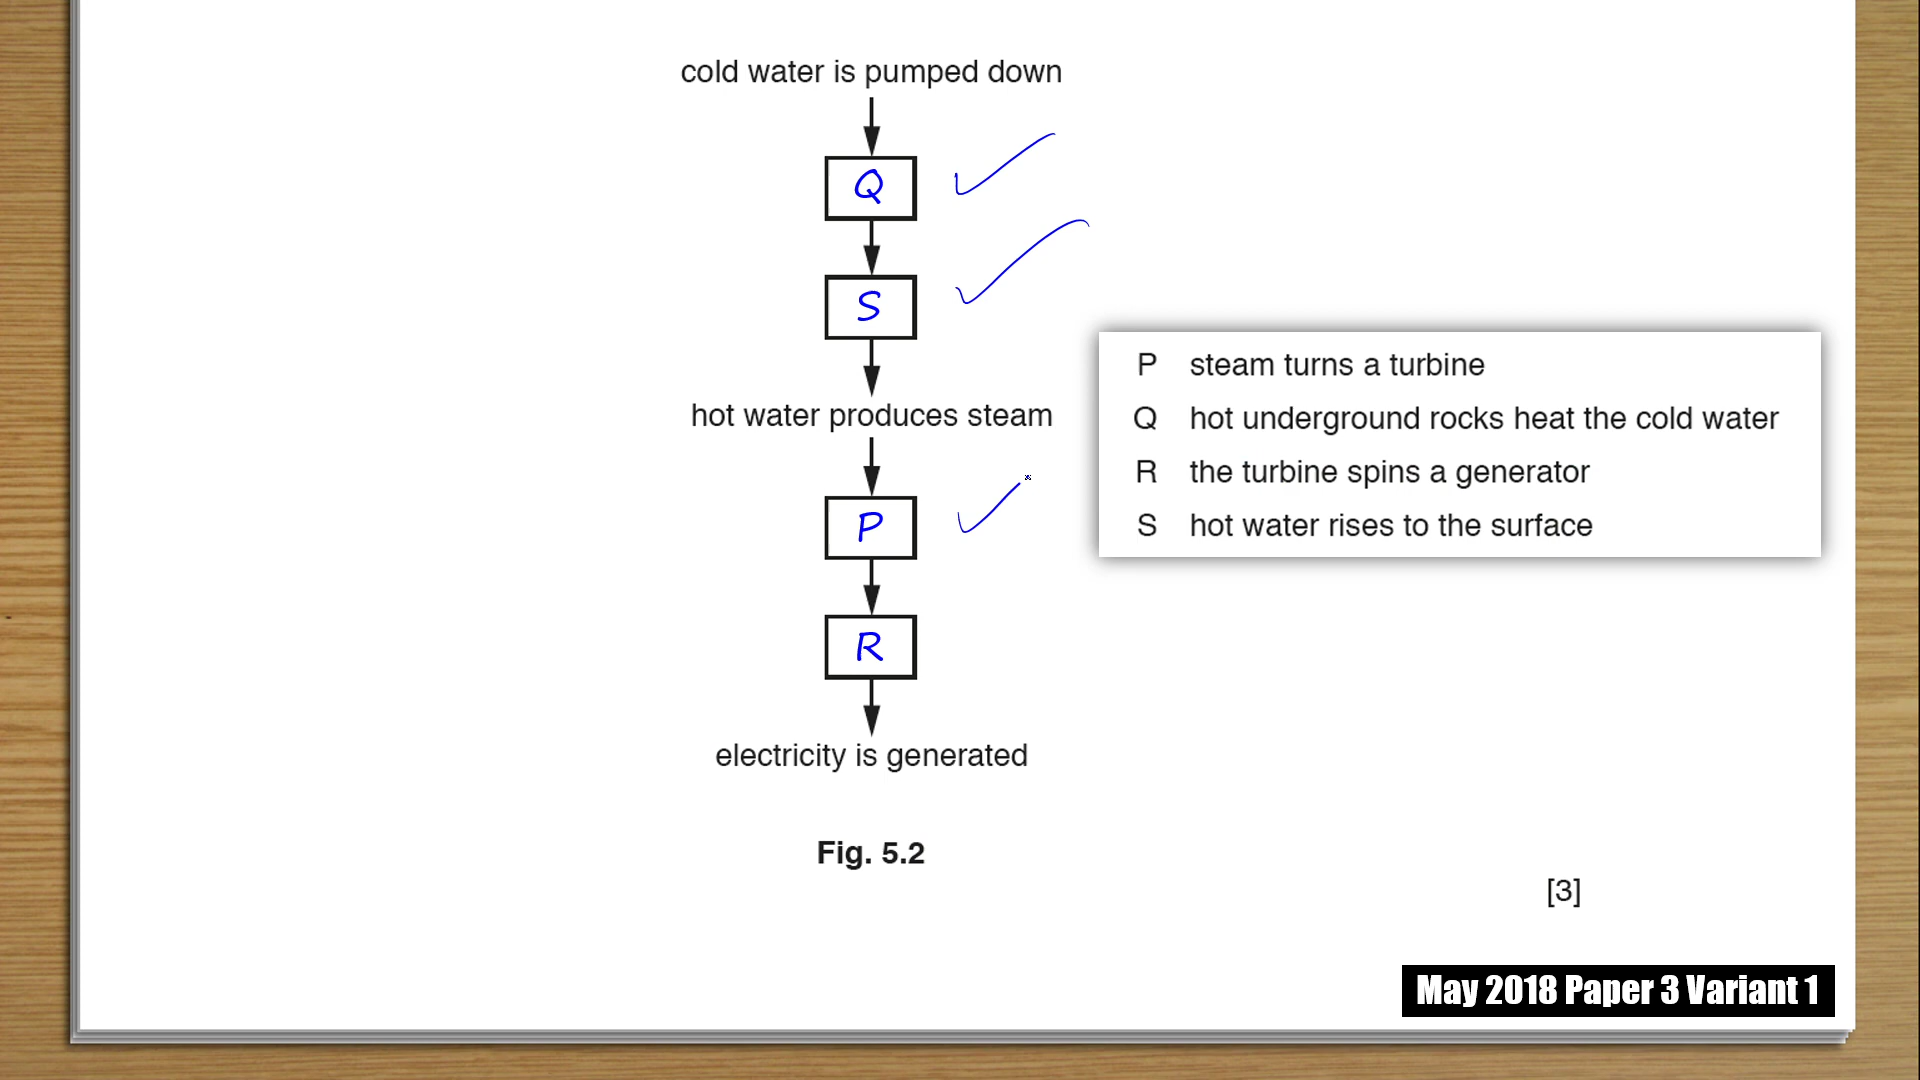 cold water is pumped down
Q
S
hot water produces steam
P
R
electricity is generated
P steam turns a turbine
Q hot underground rocks heat the cold water
R the turbine spins a generator
S hot water rises to the surface
Fig. 5.2
[3]
May 2018 Paper 3 Variant 1